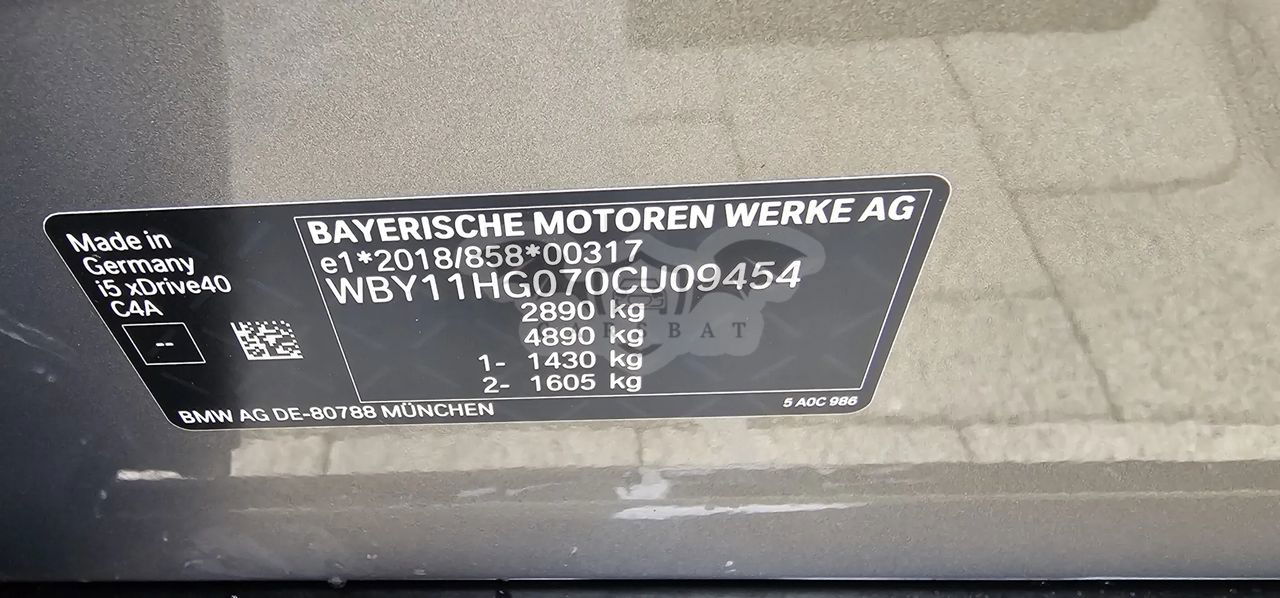 Made in
Germany
i5 xDrive40
C4A
--
BAYERISCHE MOTOREN WERKE AG
e1*2018/858*00317
WBY11HG070CU09454
2890 kg
4890 kg
1- 1430 kg
2- 1605 kg
BMW AG DE-80788 MÜNCHEN
5 A0C 986
CARSBAT